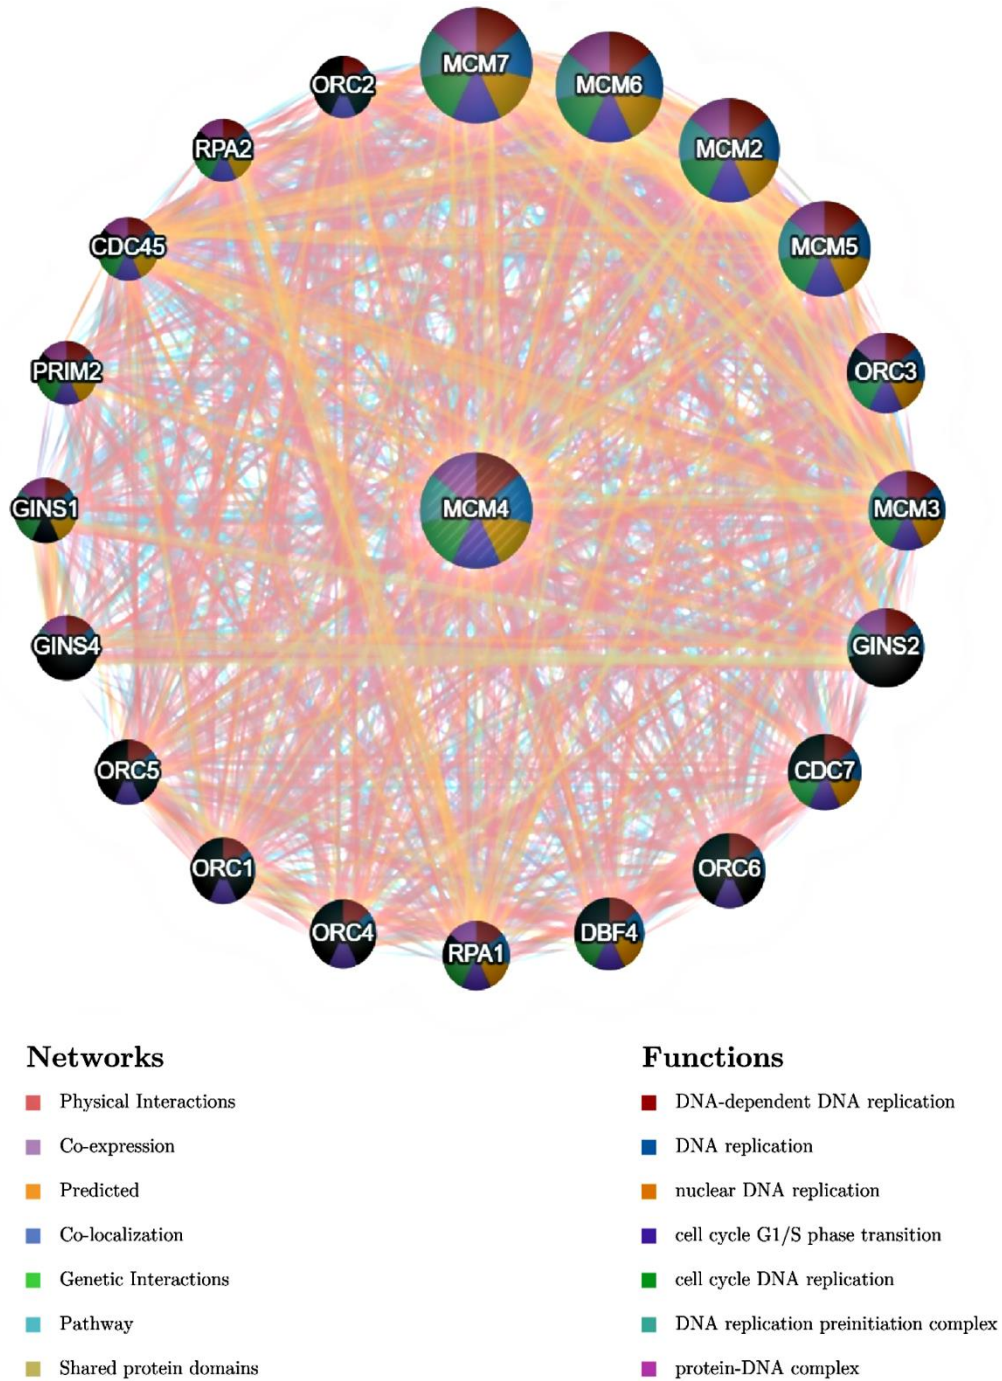 MCM7
MCM6
ORC2
MCM2
RPA2
CDC45
MCM5
PRIM2
ORC3
GINS1
MCM4
MCM3
GINS4
GINS2
ORC5
CDC7
ORC1
ORC6
ORC4
DBF4
RPA1
Networks
Physical Interactions
Co-expression
Predicted
Co-localization
Genetic Interactions
Pathway
Shared protein domains
Functions
DNA-dependent DNA replication
DNA replication
nuclear DNA replication
cell cycle G1/S phase transition
cell cycle DNA replication
DNA replication preinitiation complex
protein-DNA complex